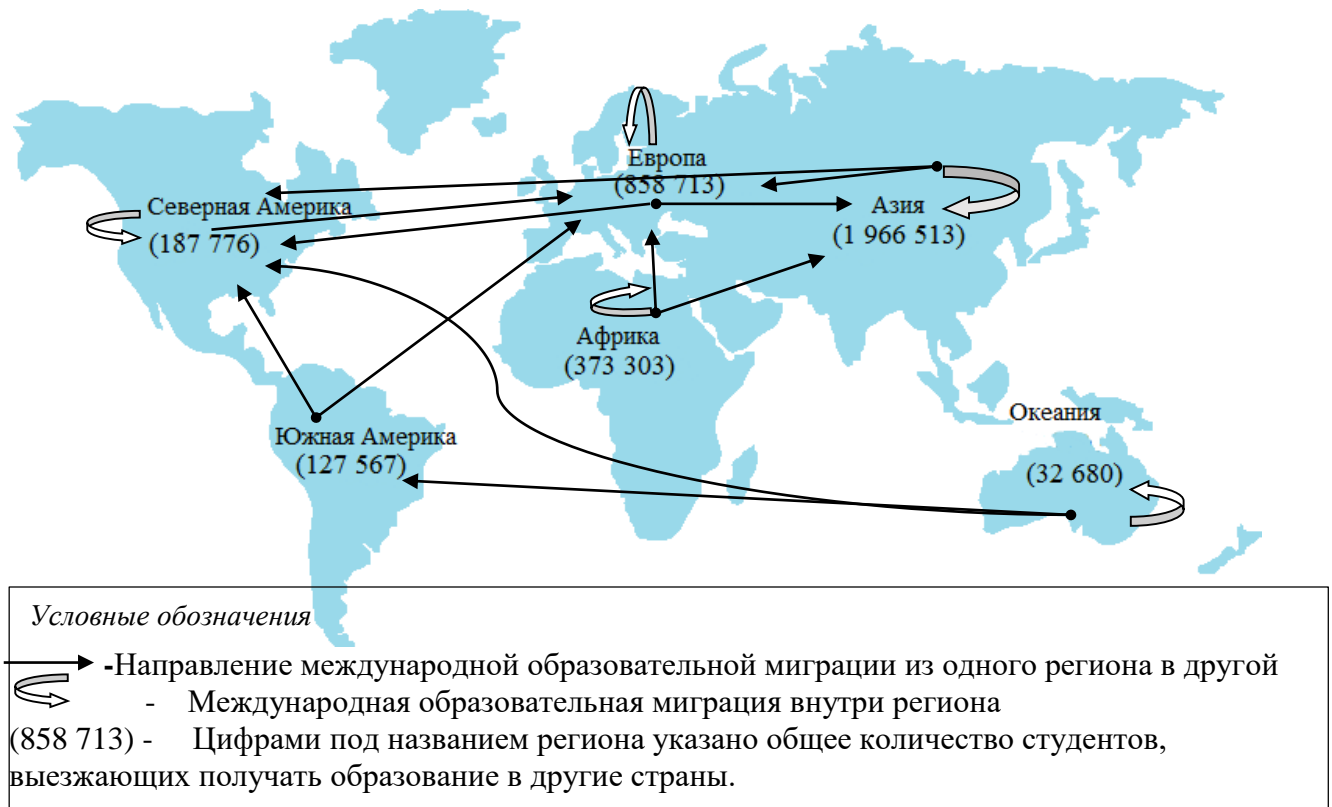 Европа
(858 713)
Северная Америка
(187 776)
Азия
(1 966 513)
Африка
(373 303)
Океания
Южная Америка
(127 567)
(32 680)
Условные обозначения
-Направление международной образовательной миграции из одного региона в другой
- Международная образовательная миграция внутри региона
(858 713) - Цифрами под названием региона указано общее количество студентов,
выезжающих получать образование в другие страны.